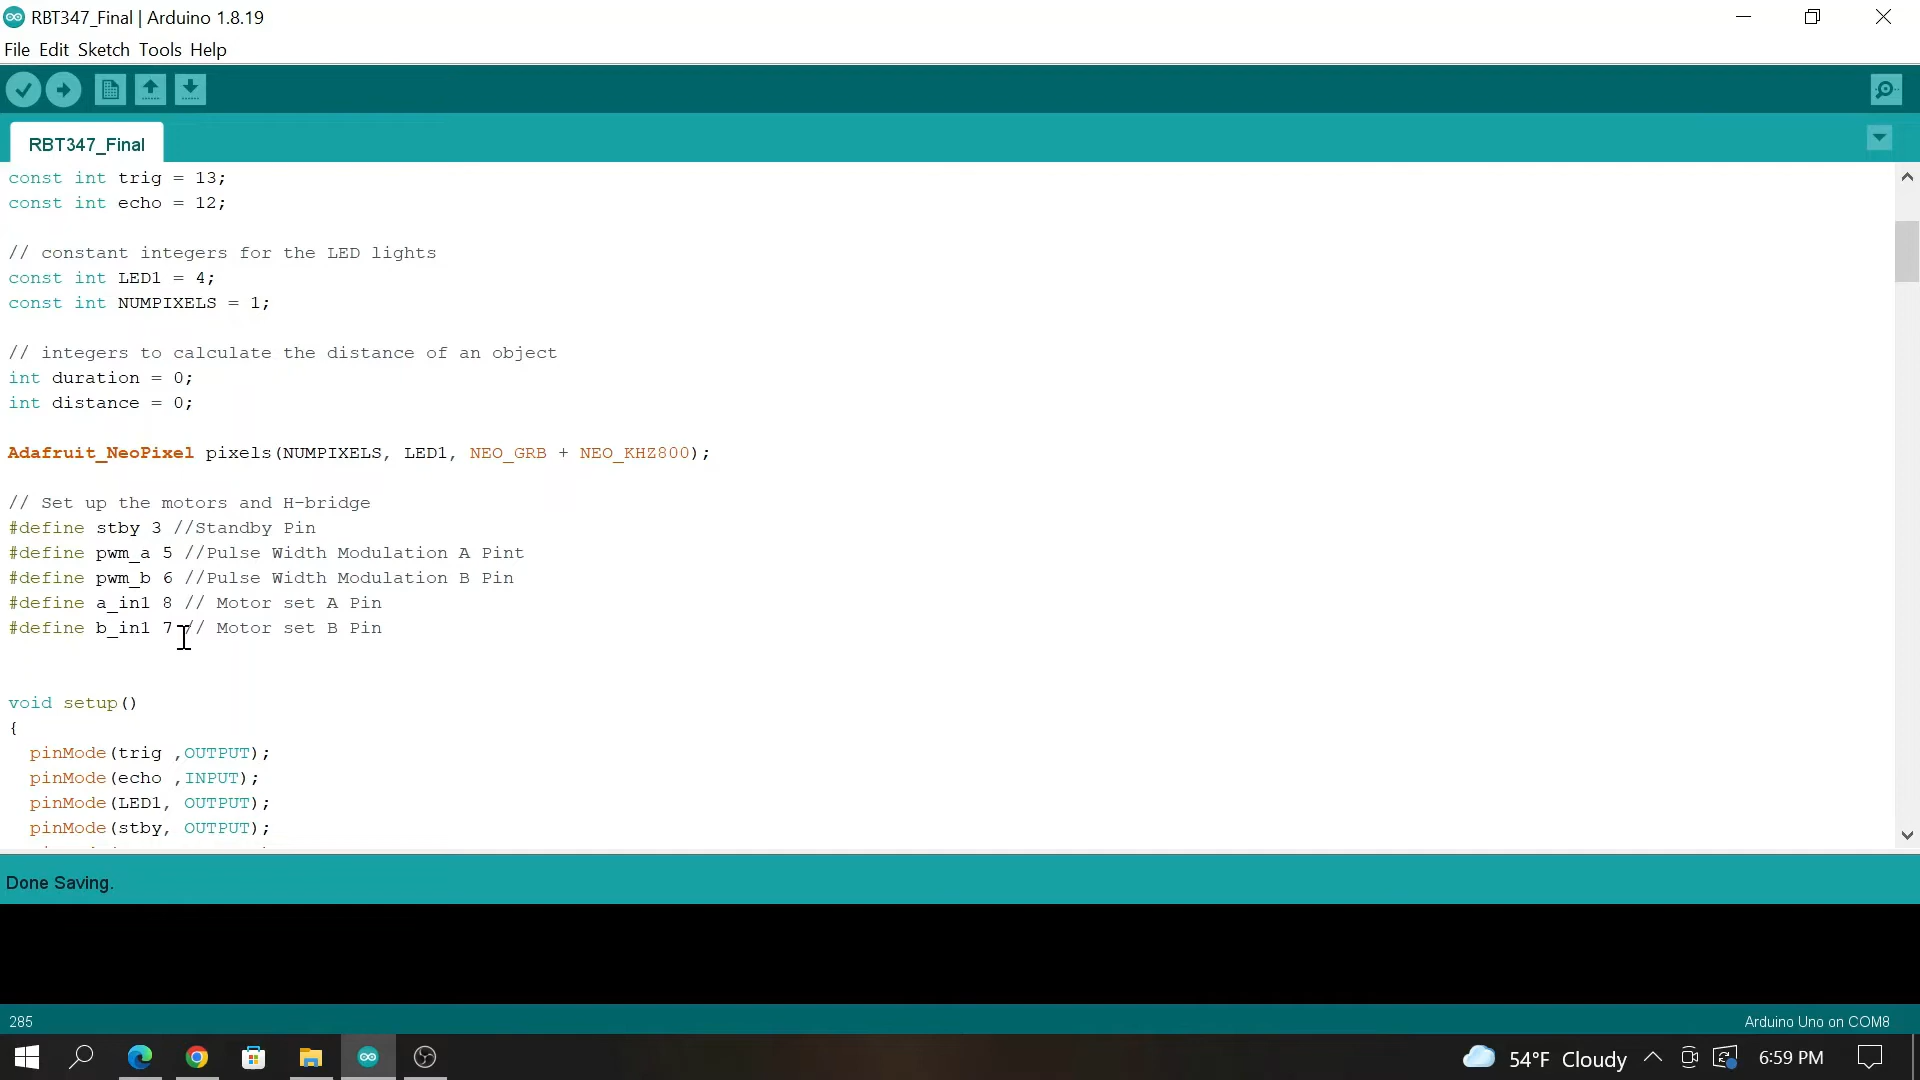 RBT347_Final | Arduino 1.8.19
File Edit Sketch Tools Help
RBT347_Final
const int trig = 13;
const int echo = 12;
// constant integers for the LED lights
const int LED1 = 4;
const int NUMPIXELS = 1;
// integers to calculate the distance of an object
int duration = 0;
int distance = 0;
Adafruit_NeoPixel pixels(NUMPIXELS, LED1, NEO_GRB + NEO_KHZ800);
// Set up the motors and H-bridge
#define stby 3 //Standby Pin
#define pwm_a 5 //Pulse Width Modulation A Pint
#define pwm_b 6 //Pulse Width Modulation B Pin
#define a_in1 8 // Motor set A Pin
#define b_in1 7 // Motor set B Pin
void setup()
{
pinMode(trig ,OUTPUT);
pinMode(echo ,INPUT);
pinMode(LED1, OUTPUT);
pinMode(stby, OUTPUT);
Done Saving.
285
Arduino Uno on COM8
54°F Cloudy
6:59 PM